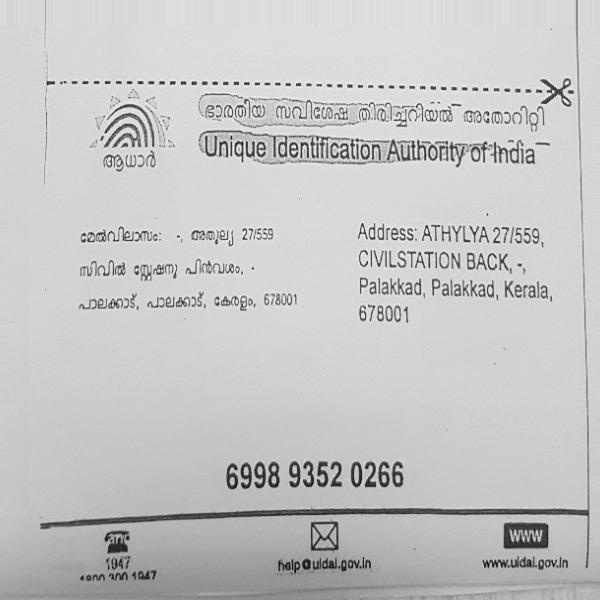 ഭാരതീയ സവിശേഷ തിരിച്ചറിയൽ അതോറിറ്റി
Unique Identification Authority of India
ആധാർ
മേൽവിലാസം: -, അതുല്യ 27/559
സിവിൽ സ്റ്റേഷനു പിൻവശം, -
പാലക്കാട്, പാലക്കാട്, കേരളം, 678001
Address: ATHYLYA 27/559,
CIVILSTATION BACK, -,
Palakkad, Palakkad, Kerala,
678001
6998 9352 0266
1947
1800 300 1947
help@uidai.gov.in
WWW
www.uidai.gov.in